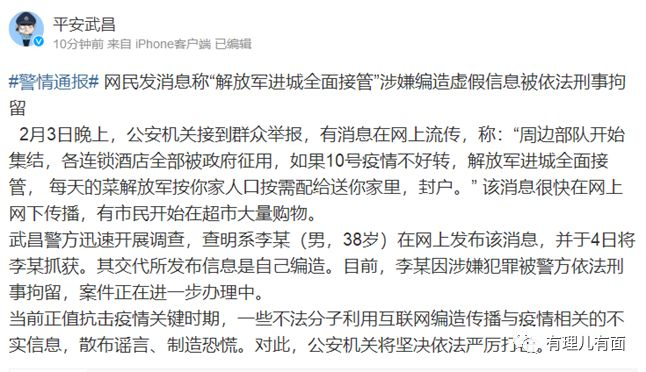 平安武昌
10分钟前 来自 iPhone客户端 已编辑
#警情通报# 网民发消息称“解放军进城全面接管”涉嫌编造虚假信息被依法刑事拘
留
2月3日晚上，公安机关接到群众举报，有消息在网上流传，称：“周边部队开始
集结，各连锁酒店全部被政府征用，如果10号疫情不好转，解放军进城全面接
管， 每天的菜解放军按你家人口按需配给送你家里，封户。” 该消息很快在网上
网下传播，有市民开始在超市大量购物。
武昌警方迅速开展调查，查明系李某（男，38岁）在网上发布该消息，并于4日将
李某抓获。其交代所发布信息是自己编造。目前，李某因涉嫌犯罪被警方依法刑
事拘留，案件正在进一步办理中。
当前正值抗击疫情关键时期，一些不法分子利用互联网编造传播与疫情相关的不
实信息，散布谣言、制造恐慌。对此，公安机关将坚决依法严厉打
有理儿有面